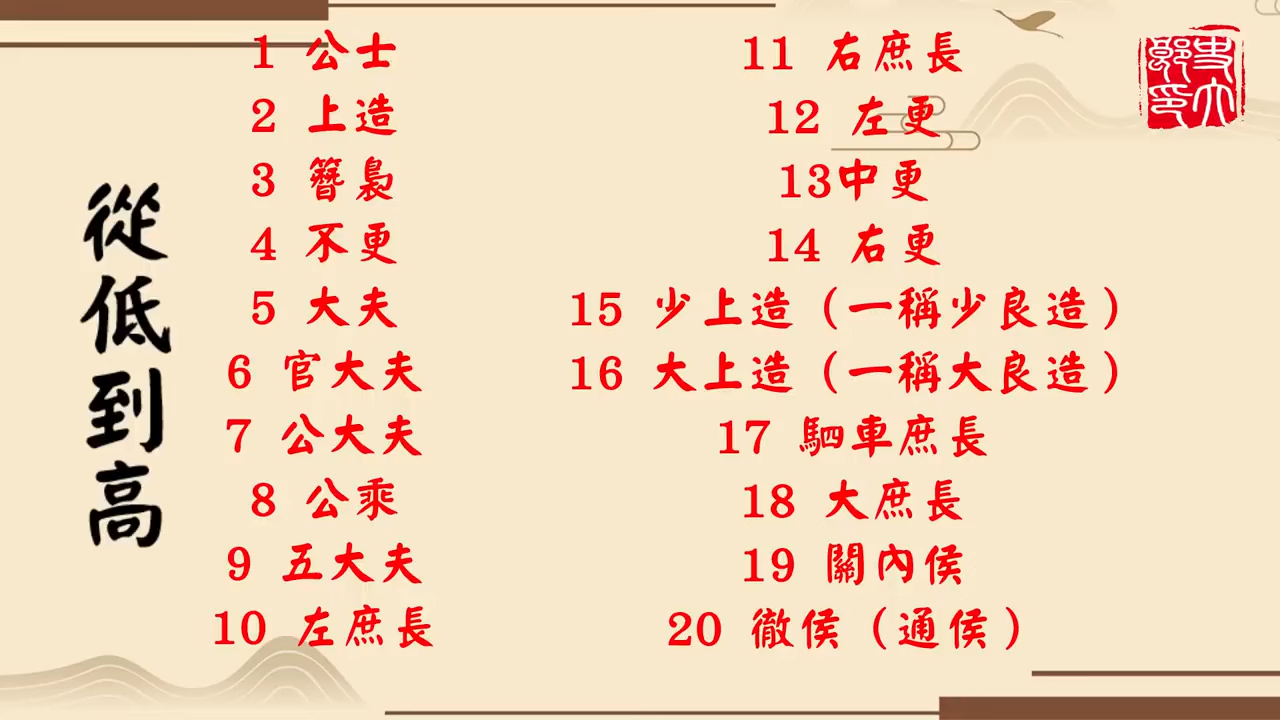 從低到高
1 公士
2 上造
3 簪裊
4 不更
5 大夫
6 官大夫
7 公大夫
8 公乘
9 五大夫
10 左庶長
11 右庶長
12 左更
13中更
14 右更
15 少上造（一稱少良造）
16 大上造（一稱大良造）
17 駟車庶長
18 大庶長
19 關內侯
20 徹侯（通侯）